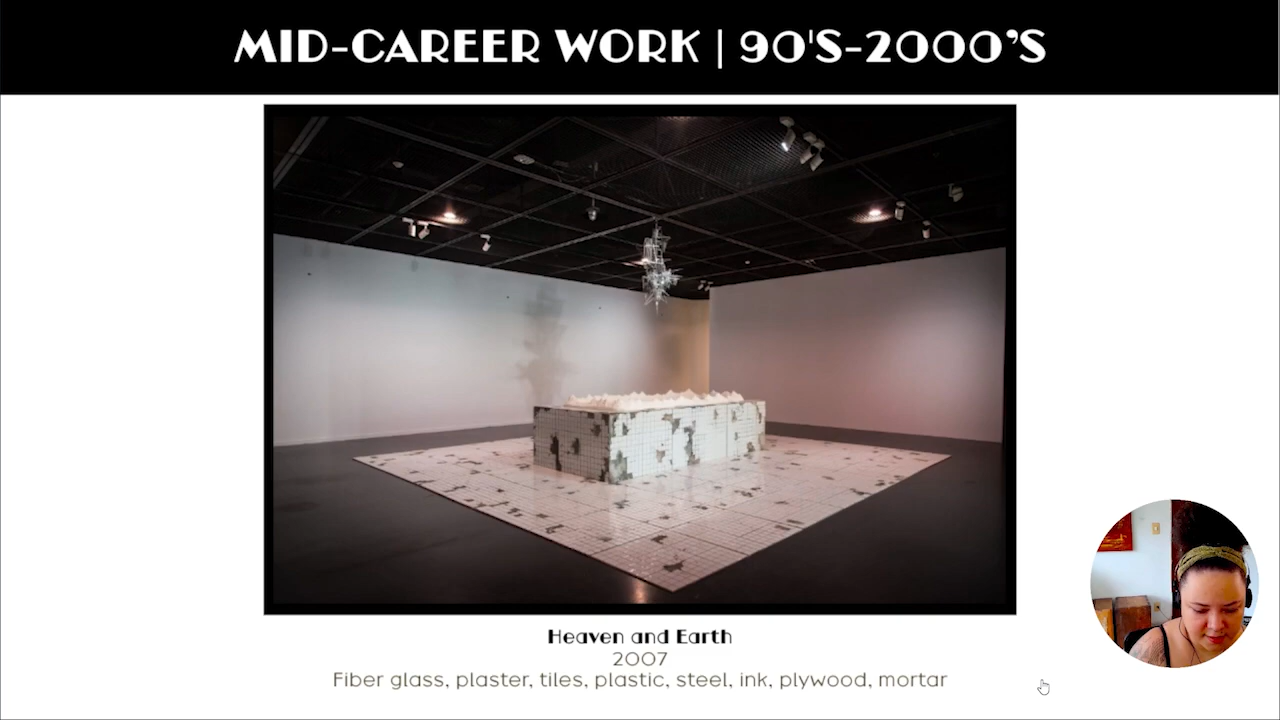 MID-CAREER WORK | 90'S-2000’S
Heaven and Earth
2007
Fiber glass, plaster, tiles, plastic, steel, ink, plywood, mortar